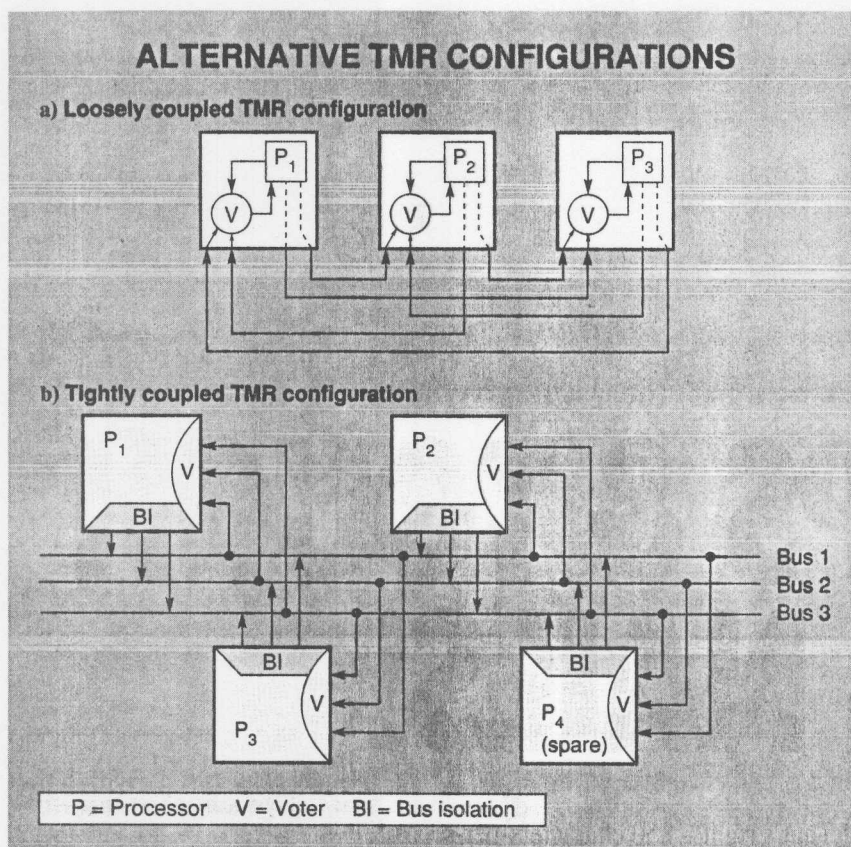 ALTERNATIVE TMR CONFIGURATIONS
a) Loosely coupled TMR configuration
P1
P2
P3
V
V
V
b) Tightly coupled TMR configuration
P1
V
BI
P2
V
BI
Bus 1
Bus 2
Bus 3
BI
V
P3
BI
V
P4
(spare)
P = Processor V = Voter BI = Bus isolation